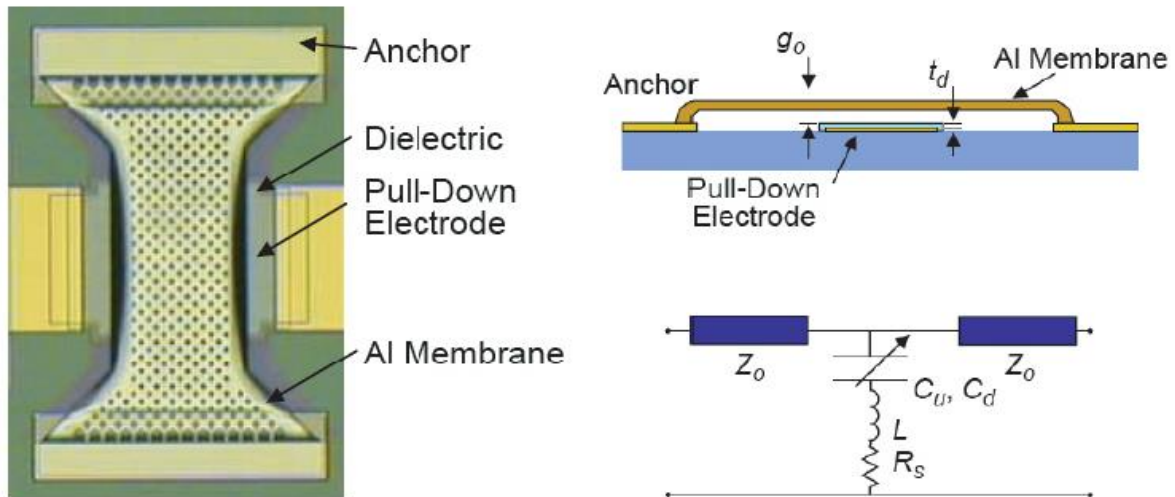 Anchor
Dielectric
Pull-Down
Electrode
Al Membrane
g_o
t_d
Al Membrane
Anchor
Pull-Down
Electrode
Z_o
Z_o
C_u, C_d
L
R_s